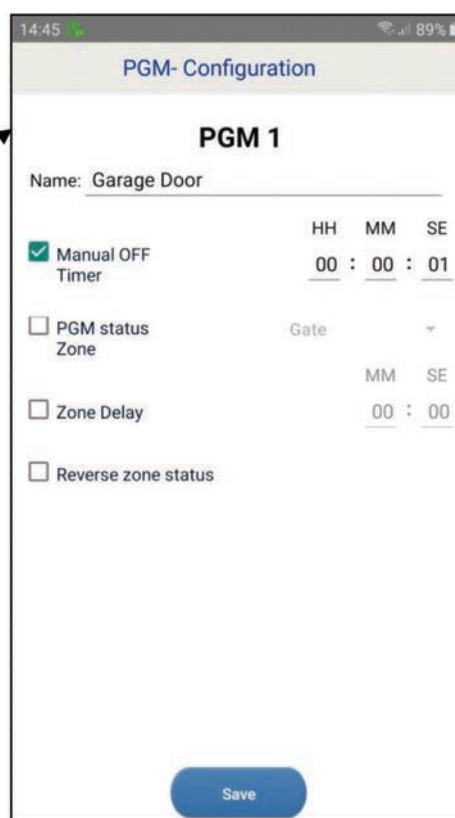 14:45 89%
PGM- Configuration
PGM 1
Name: Garage Door
HH MM SE
Manual OFF 00 : 00 : 01
Timer
PGM status Gate
Zone
MM SE
Zone Delay 00 : 00
Reverse zone status
Save